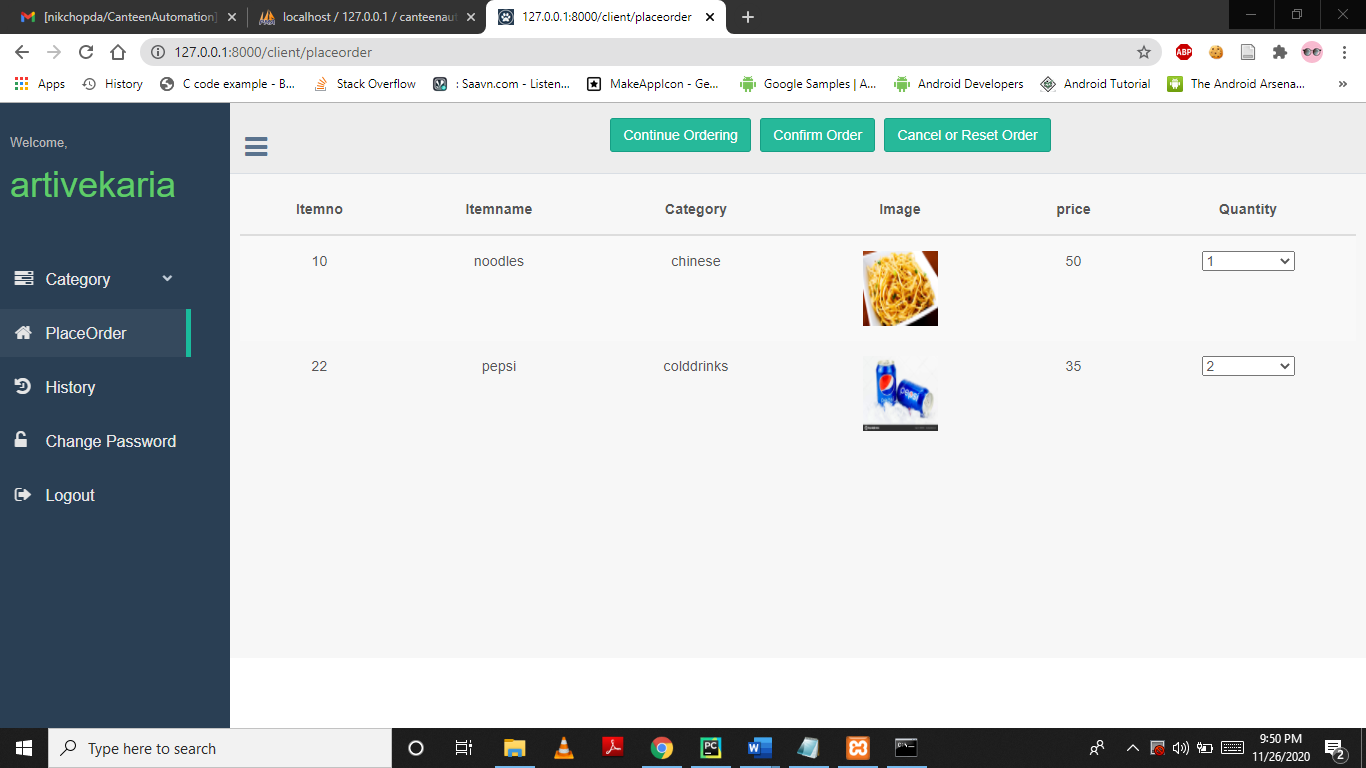 [nikchopda/CanteenAutomation]
localhost / 127.0.0.1 / canteenaut
127.0.0.1:8000/client/placeorder
127.0.0.1:8000/client/placeorder
ABP
Apps
History
C code example - B...
Stack Overflow
: Saavn.com - Listen...
MakeAppIcon - Ge...
Google Samples | A...
Android Developers
Android Tutorial
The Android Arsena...
»
Welcome,
artivekaria
Continue Ordering
Confirm Order
Cancel or Reset Order
Itemno Itemname Category Image price Quantity
10 noodles chinese 50 1
22 pepsi colddrinks 35 2
Category
PlaceOrder
History
Change Password
Logout
Type here to search
PC
W
9:50 PM
11/26/2020
2